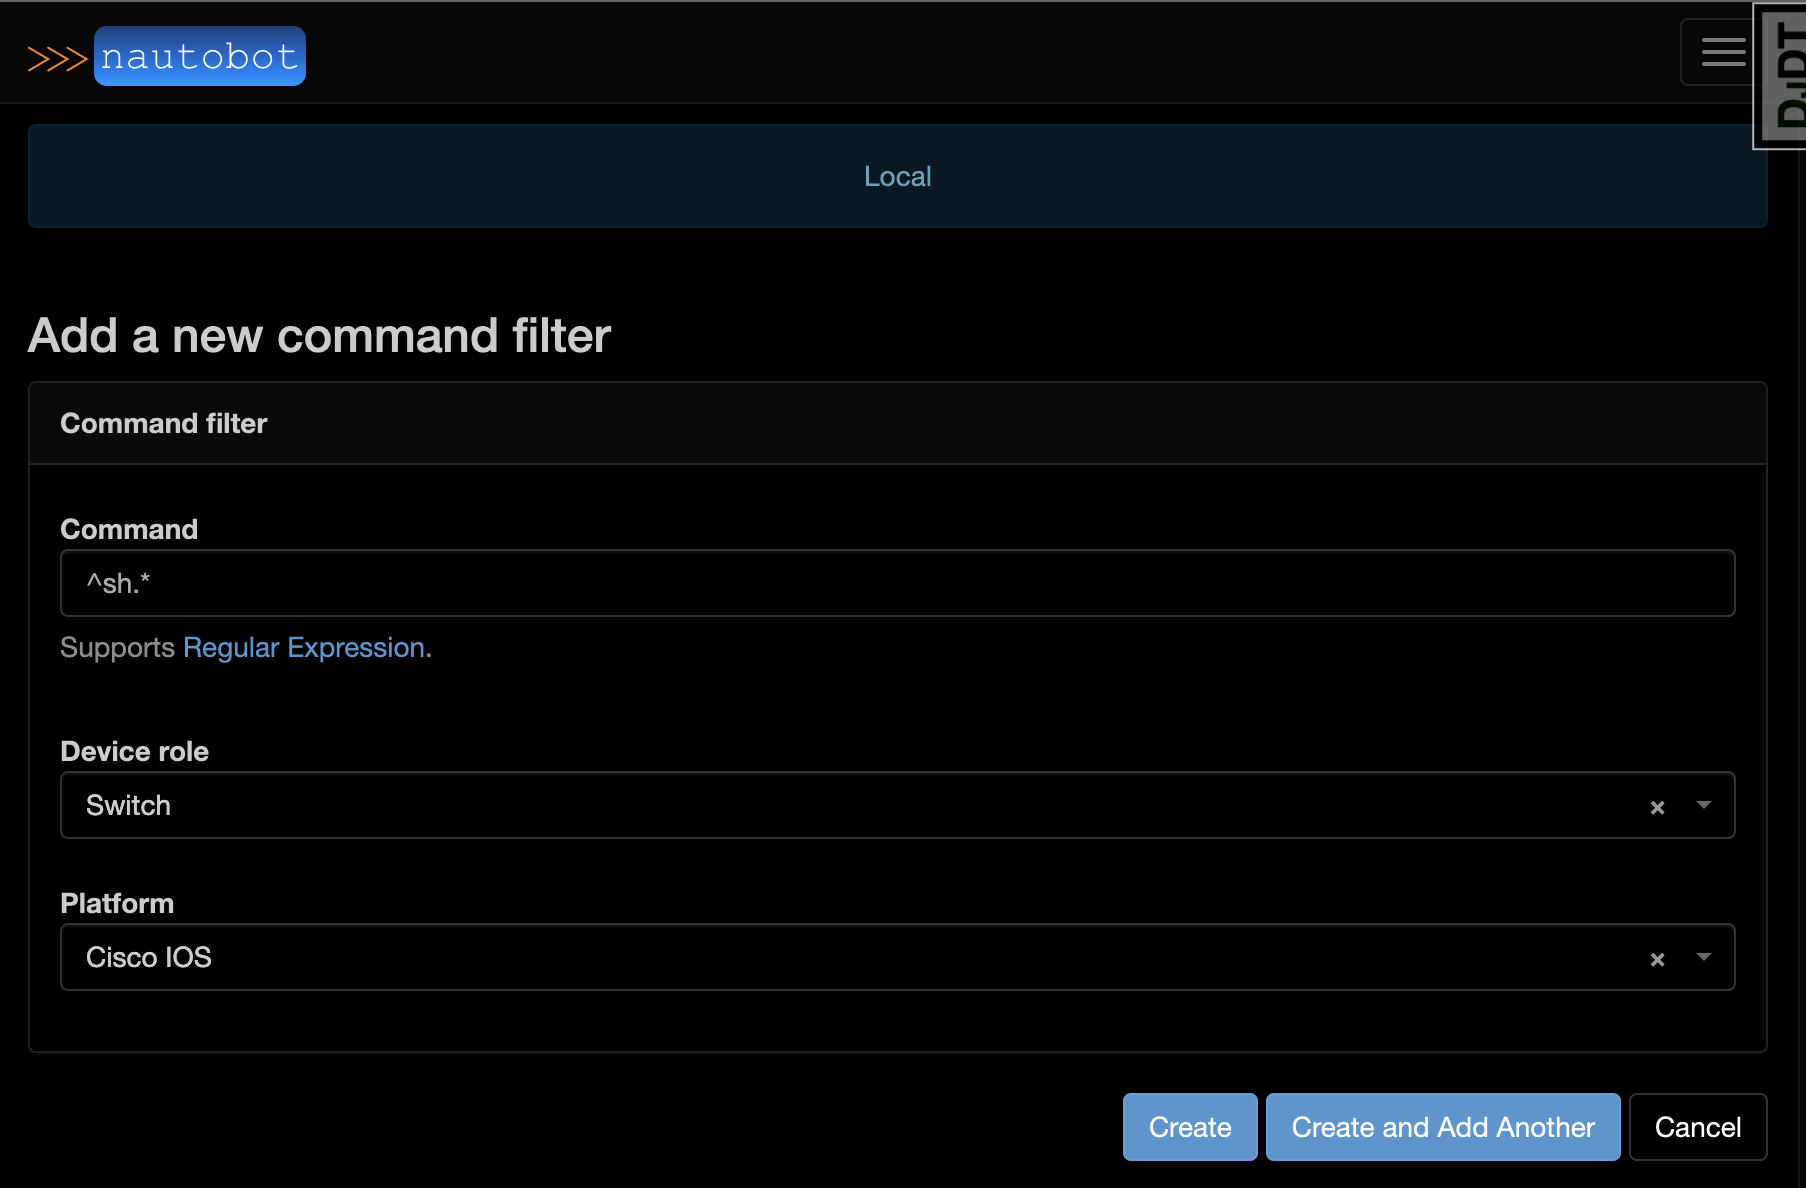 >>> nautobot
DJDT
Local
Add a new command filter
Command filter
Command
^sh.*
Supports Regular Expression.
Device role
Switch
×
Platform
Cisco IOS
×
Create
Create and Add Another
Cancel